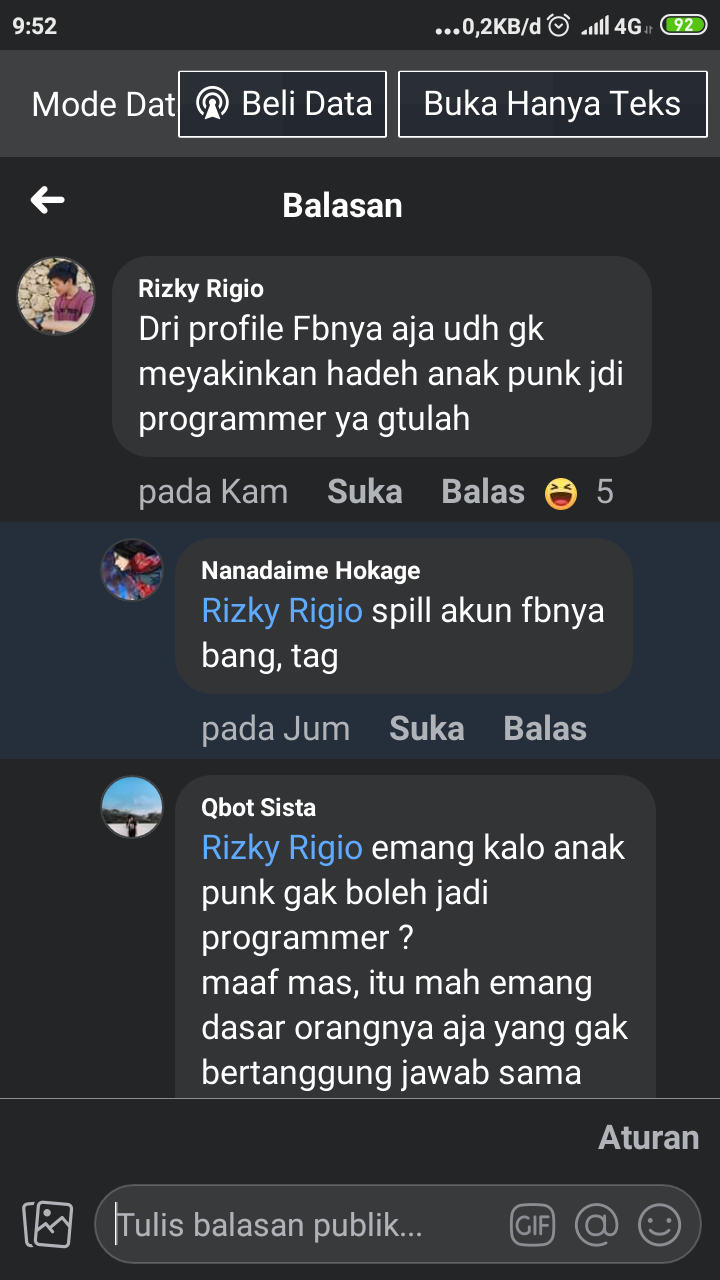 9:52
...0,2KB/d
4G
92
Mode Dat
Beli Data
Buka Hanya Teks
Balasan
Rizky Rigio
Dri profile Fbnya aja udh gk
meyakinkan hadeh anak punk jdi
programmer ya gtulah
pada Kam Suka Balas 5
Nanadaime Hokage
Rizky Rigio spill akun fbnya
bang, tag
pada Jum Suka Balas
Qbot Sista
Rizky Rigio emang kalo anak
punk gak boleh jadi
programmer ?
maaf mas, itu mah emang
dasar orangnya aja yang gak
bertanggung jawab sama
Aturan
Tulis balasan publik...
GIF
@